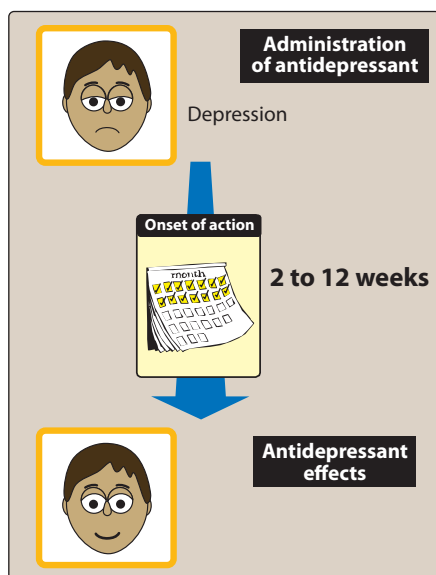 Administration
of antidepressant
Depression
Onset of action
month
2 to 12 weeks
Antidepressant
effects